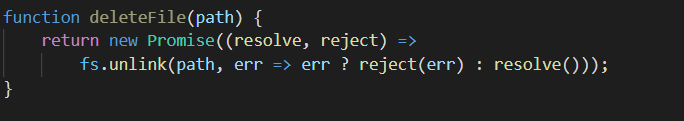 function deleteFile(path) {
    return new Promise((resolve, reject) =>
        fs.unlink(path, err => err ? reject(err) : resolve()));
}